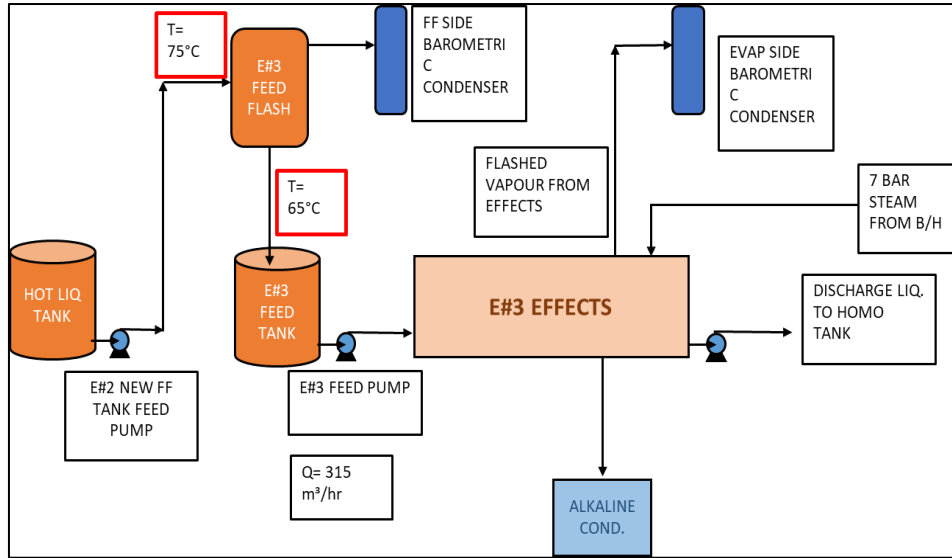 T=
75°C
E#3
FEED
FLASH
FF SIDE
BAROMETRI
C
CONDENSER
EVAP SIDE
BAROMETRI
C
CONDENSER
T=
65°C
FLASHED
VAPOUR FROM
EFFECTS
7 BAR
STEAM
FROM B/H
HOT LIQ
TANK
E#3
FEED
TANK
E#3 EFFECTS
DISCHARGE LIQ.
TO HOMO
TANK
E#2 NEW FF
TANK FEED
PUMP
E#3 FEED PUMP
Q= 315
m³/hr
ALKALINE
COND.